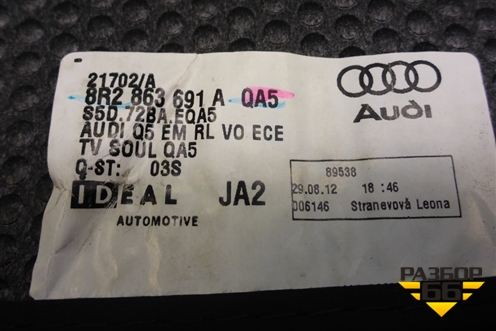 21702/A
8R2 863 691 A QA5
S5D.72BA.EQA5
AUDI Q5 EM RL VO ECE
TV SOUL QA5
Q-ST: 03S
IDEAL JA2
AUTOMOTIVE
Audi
89538
29.08.12 18:46
006146 Stranevová Leona
РАЗБОР
66